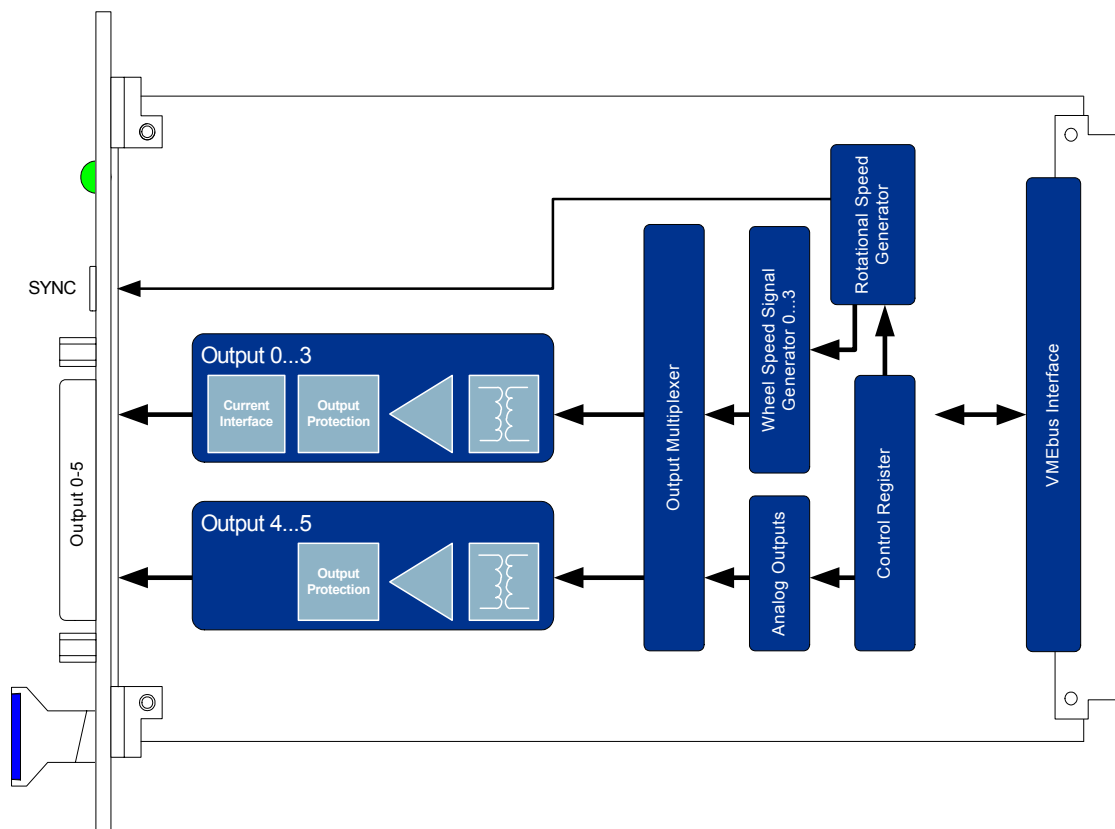 SYNC
Output 0-5
Output 0...3
Current
Interface
Output
Protection
Output 4...5
Output
Protection
Output Multiplexer
Wheel Speed Signal
Generator 0...3
Analog Outputs
Rotational Speed
Generator
Control Register
VMEbus Interface